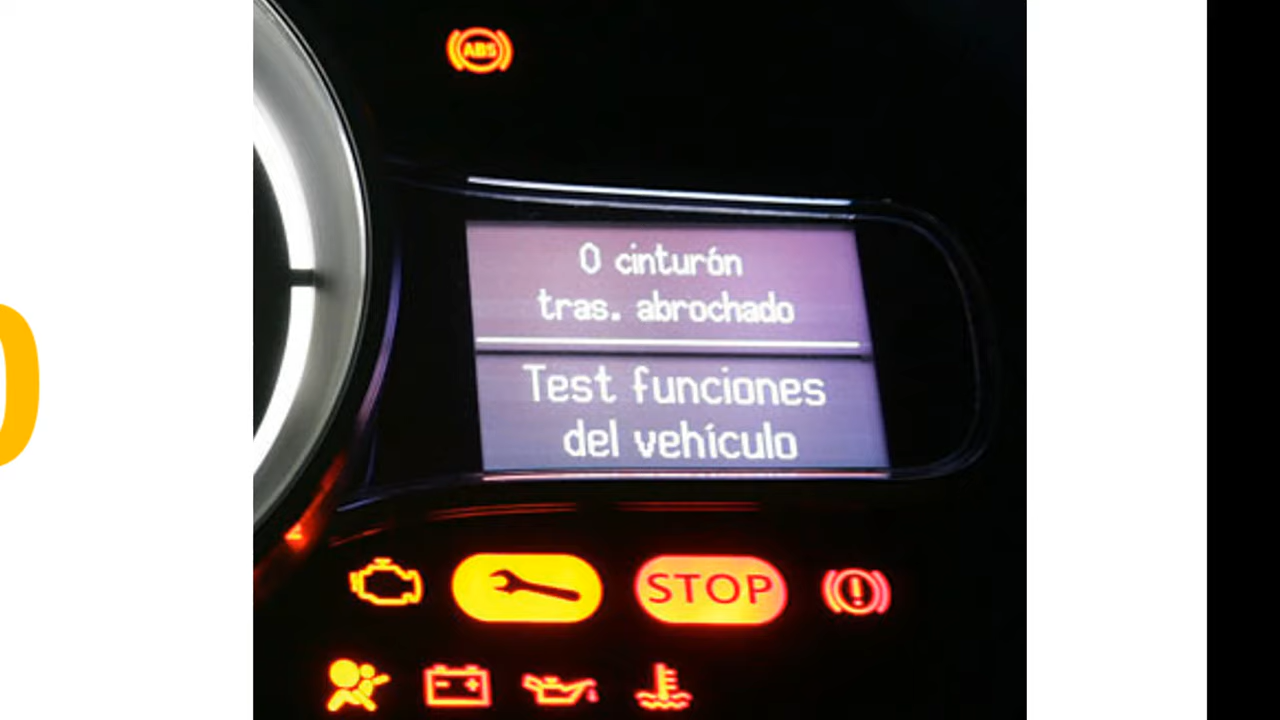 ABS
0 cinturón
tras. abrochado
Test funciones
del vehículo
STOP